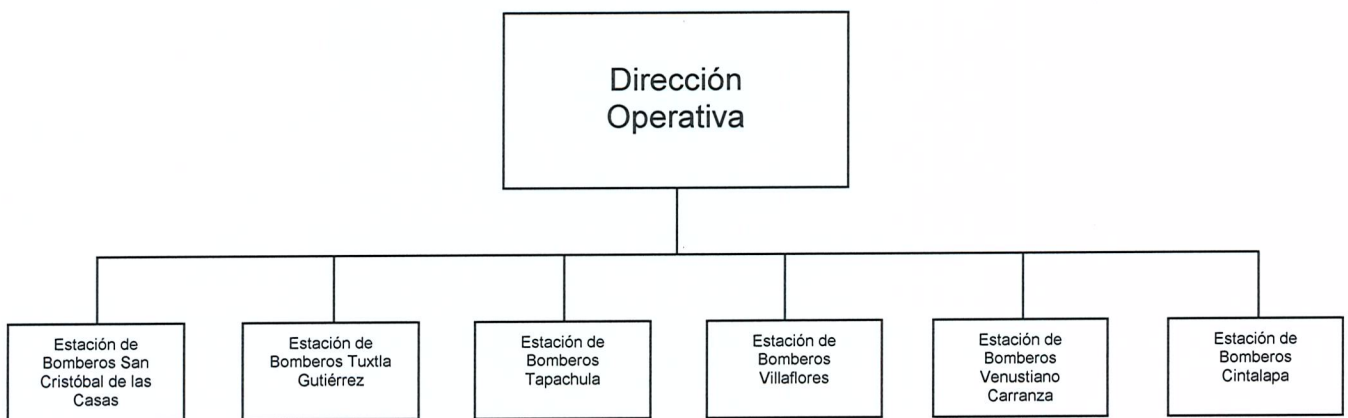 Dirección
Operativa
Estación de
Bomberos San
Cristóbal de las
Casas
Estación de
Bomberos Tuxtla
Gutiérrez
Estación de
Bomberos
Tapachula
Estación de
Bomberos
Villaflores
Estación de
Bomberos
Venustiano
Carranza
Estación de
Bomberos
Cintalapa